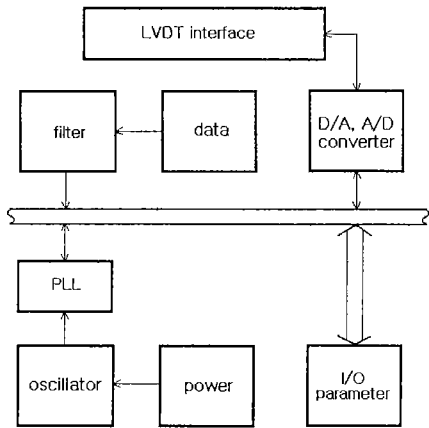 LVDT interface
filter
data
D/A, A/D
converter
PLL
oscillator
power
I/O
parameter